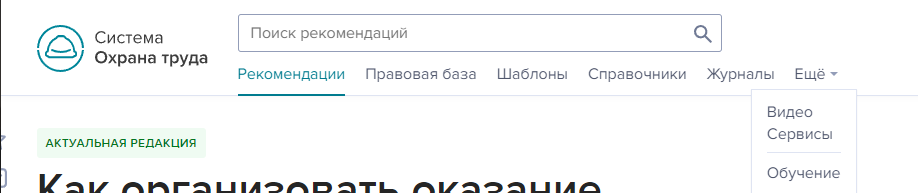 Система
Охрана труда
Поиск рекомендаций
Рекомендации Правовая база Шаблоны Справочники Журналы Ещё
Видео
Сервисы
Обучение
АКТУАЛЬНАЯ РЕДАКЦИЯ
Как организовать оказание